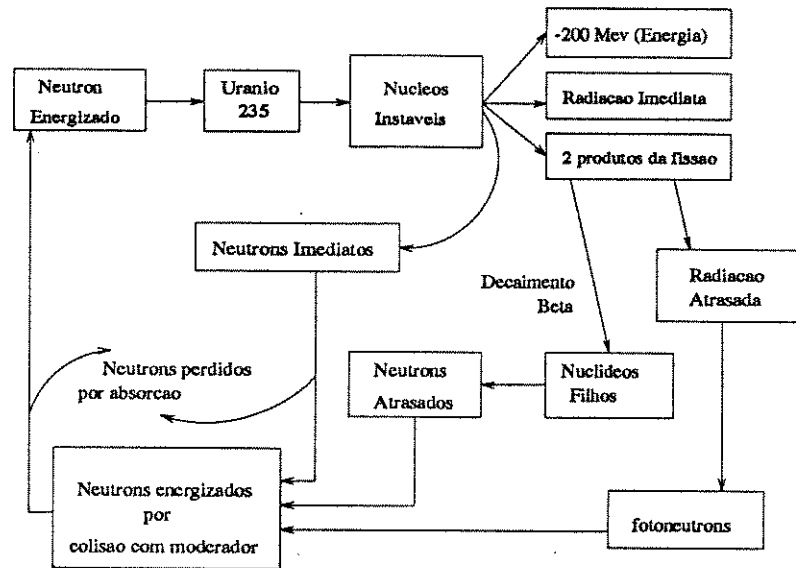 -200 Mev (Energia)
Neutron
Energizado
Uranio
235
Nucleos
Instaveis
Radiacao Imediata
2 produtos da fissao
Neutrons Imediatos
Decaimento
Beta
Radiacao
Atrasada
Neutrons perdidos
por absorcao
Neutrons
Atrasados
Nuclideos
Filhos
Neutrons energizados
por
colisao com moderador
fotoneutrons